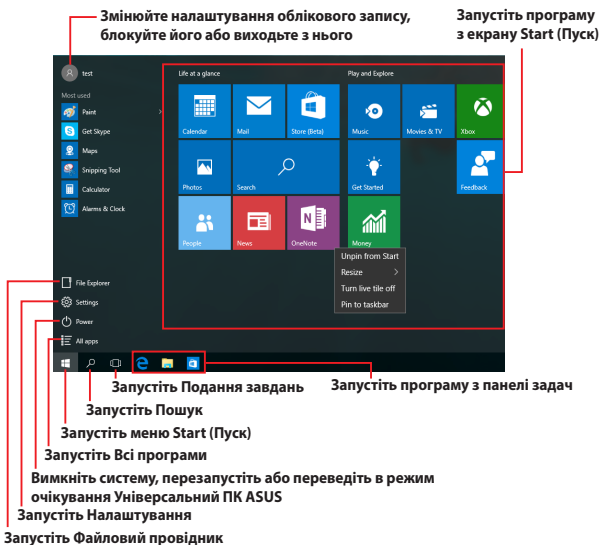 Змінюйте налаштування облікового запису,
блокуйте його або виходьте з нього
Запустіть програму
з екрану Start (Пуск)
test
Most used
Paint
Get Skype
Maps
Snipping Tool
Calculator
Alarms & Clock
File Explorer
Settings
Power
All apps
Life at a glance
Play and Explore
Calendar
Mail
Store (Beta)
Music
Movies & TV
Xbox
Photos
Search
Get Started
Feedback
People
News
OneNote
Money
Unpin from Start
Resize
Turn live tile off
Pin to taskbar
Запустіть Подання завдань
Запустіть програму з панелі задач
Запустіть Пошук
Запустіть меню Start (Пуск)
Запустіть Всі програми
Вимкніть систему, перезапустіть або переведіть в режим
очікування Універсальний ПК ASUS
Запустіть Налаштування
Запустіть Файловий провідник